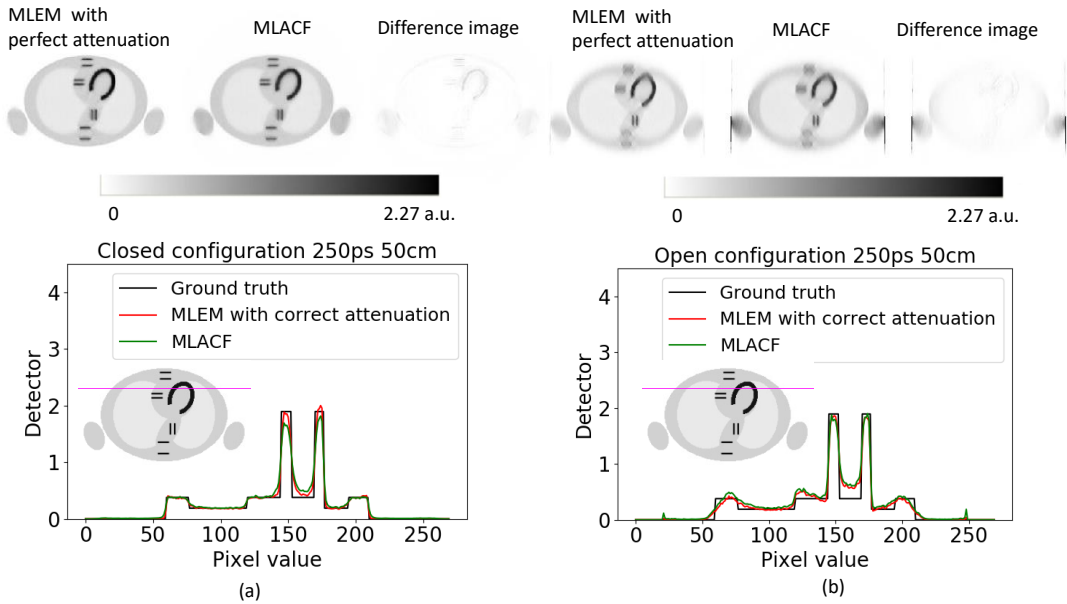 MLEM with
perfect attenuation
MLACF
Difference image
0
2.27 a.u.
Closed configuration 250ps 50cm
Ground truth
MLEM with correct attenuation
MLACF
Detector
4
3
2
1
0
0 50 100 150 200 250
Pixel value
(a)
MLEM with
perfect attenuation
MLACF
Difference image
0
2.27 a.u.
Open configuration 250ps 50cm
Ground truth
MLEM with correct attenuation
MLACF
Detector
4
3
2
1
0
0 50 100 150 200 250
Pixel value
(b)